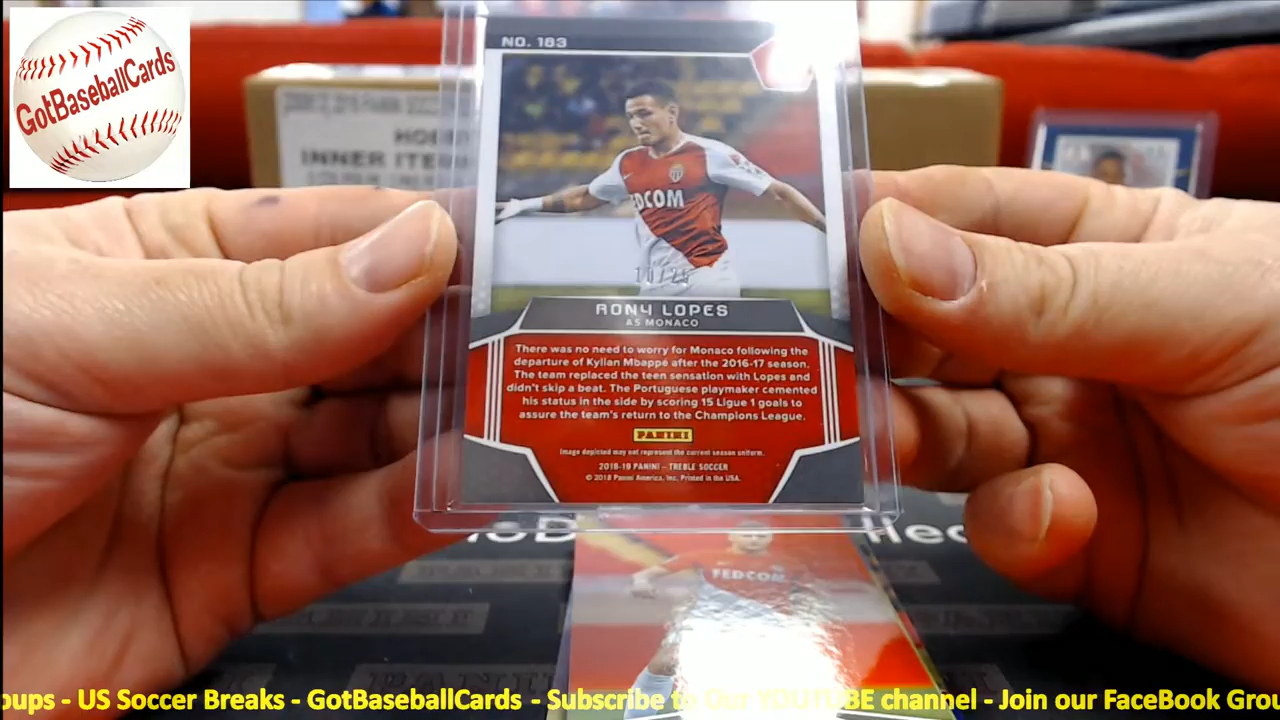 GotBaseballCards
NO. 183
HOBBY
INNER ITEM
EDCOM
10/25
RONY LOPES
AS MONACO
There was no need to worry for Monaco following the
departure of Kylian Mbappé after the 2016-17 season.
The team replaced the teen sensation with Lopes and
didn't skip a beat. The Portuguese playmaker cemented
his status in the side by scoring 15 Ligue 1 goals to
assure the team's return to the Champions League.
PANINI
Image depicted may not represent the current season uniform.
2018-19 PANINI – TREBLE SOCCER
© 2018 Panini America, Inc. Printed in the USA.
FEDCOM
oups - US Soccer Breaks - GotBaseballCards - Subscribe to Our YOUTUBE channel - Join our FaceBook Grou